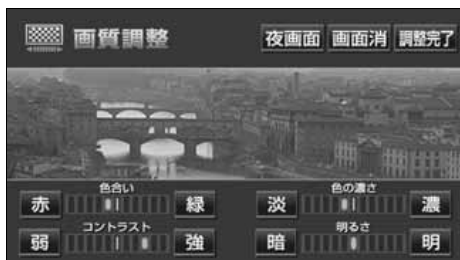 画質調整 夜画面 画面消 調整完了
色合い 色の濃さ
赤 緑 淡 濃
コントラスト 明るさ
弱 強 暗 明